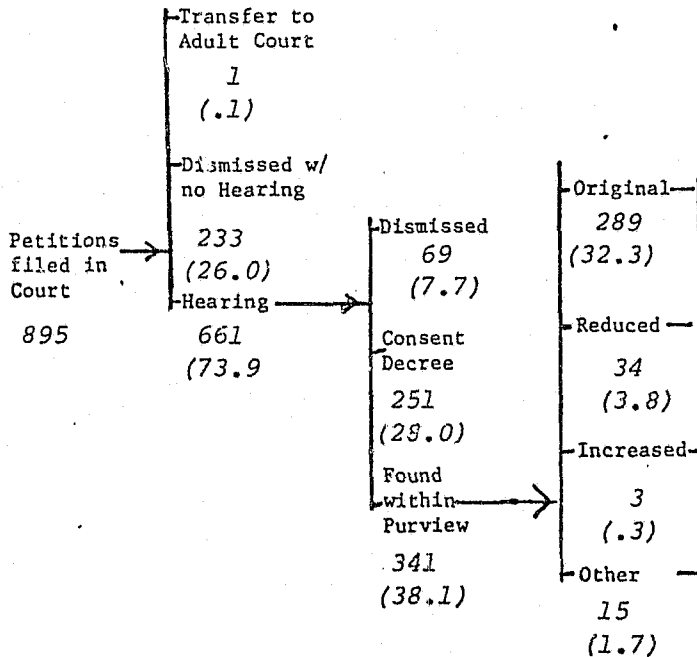 Transfer to
Adult Court
1
(.1)
Dismissed w/
no Hearing
233
(26.0)
Petitions
filed in
Court
895
Hearing
661
(73.9
Dismissed
69
(7.7)
Consent
Decree
251
(28.0)
Found
within
Purview
341
(38.1)
Original
289
(32.3)
Reduced
34
(3.8)
Increased
3
(.3)
Other
15
(1.7)